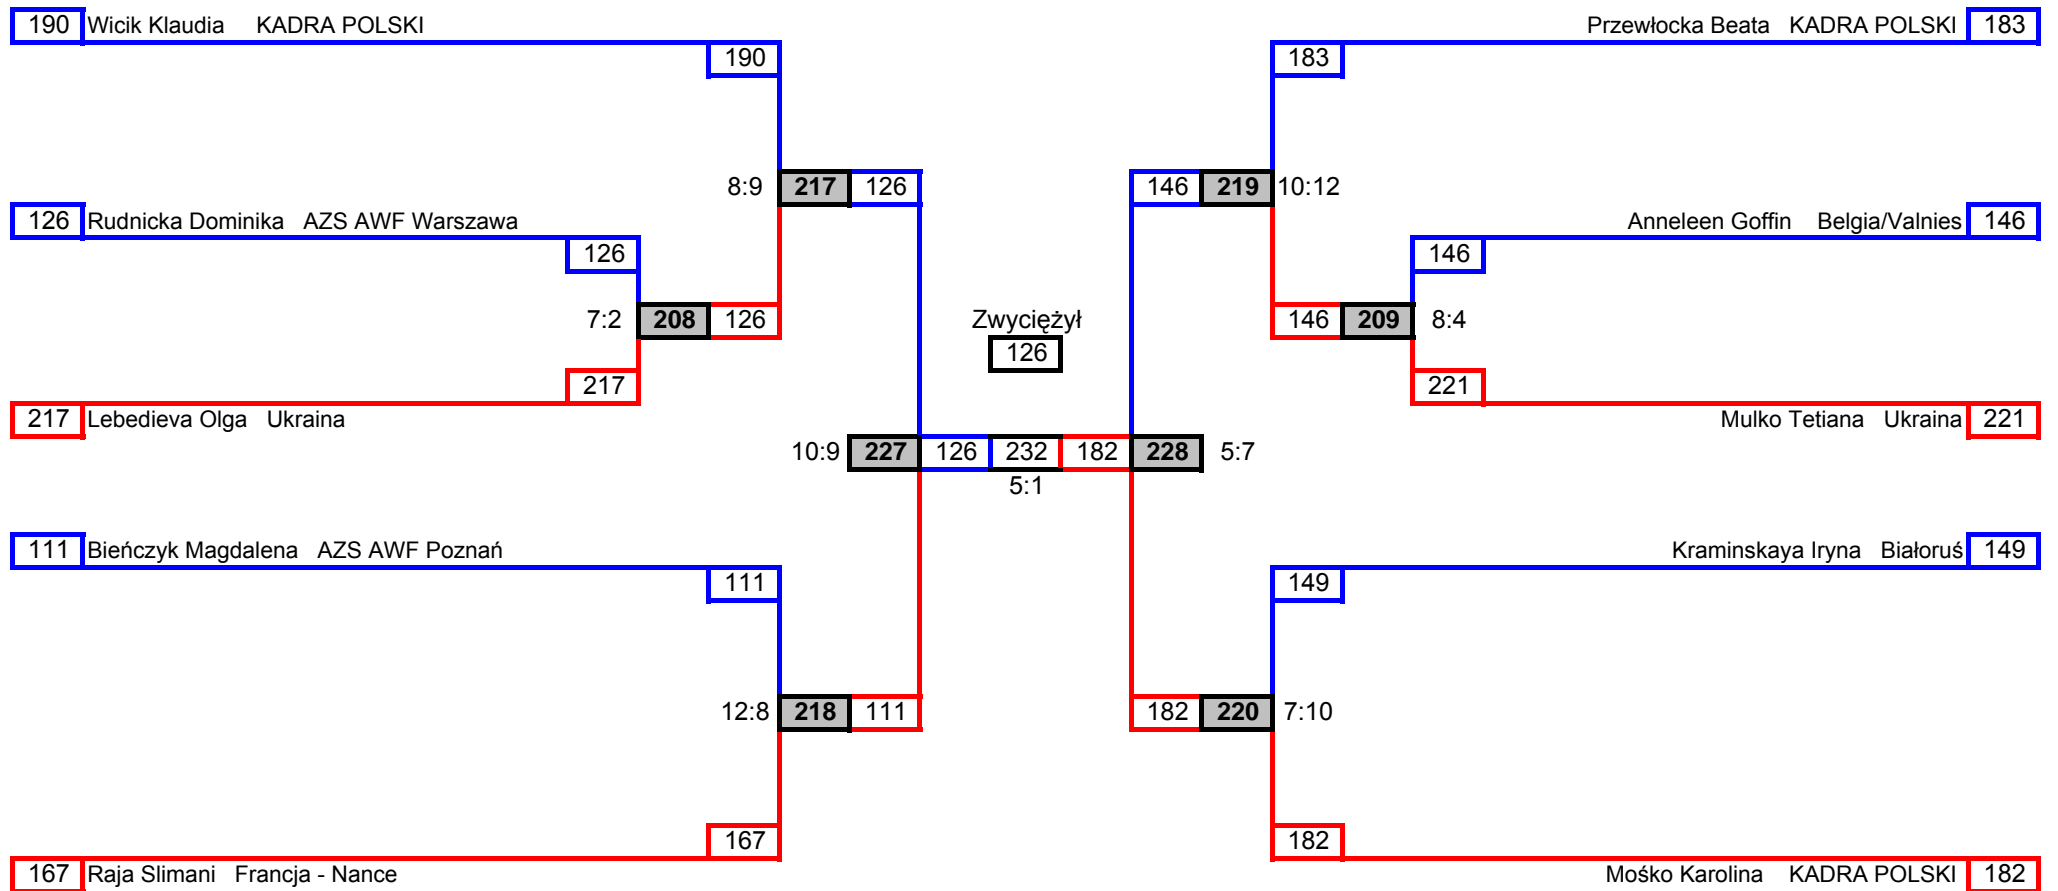 190 Wicik Klaudia KADRA POLSKI Przewłocka Beata KADRA POLSKI 183
190 183
8:9 217 126 146 219 10:12
126 Rudnicka Dominika AZS AWF Warszawa Anneleen Goffin Belgia/Valnies 146
126 146
7:2 208 126 Zwyciężył 146 209 8:4
126
217 221
217 Lebedieva Olga Ukraina Mulko Tetiana Ukraina 221
10:9 227 126 232 182 228 5:7
5:1
111 Bieńczyk Magdalena AZS AWF Poznań Kraminskaya Iryna Białoruś 149
111 149
12:8 218 111 182 220 7:10
167 182
167 Raja Slimani Francja - Nance Mośko Karolina KADRA POLSKI 182